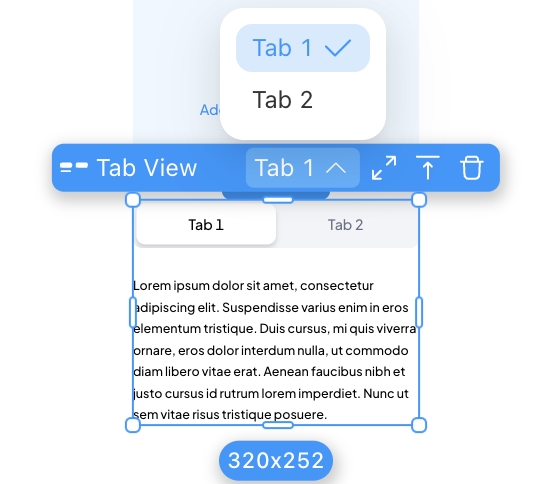 Tab 1
Tab 2
Tab View Tab 1
Tab 1 Tab 2
Lorem ipsum dolor sit amet, consectetur
adipiscing elit. Suspendisse varius enim in eros
elementum tristique. Duis cursus, mi quis viverra
ornare, eros dolor interdum nulla, ut commodo
diam libero vitae erat. Aenean faucibus nibh et
justo cursus id rutrum lorem imperdiet. Nunc ut
sem vitae risus tristique posuere.
320x252